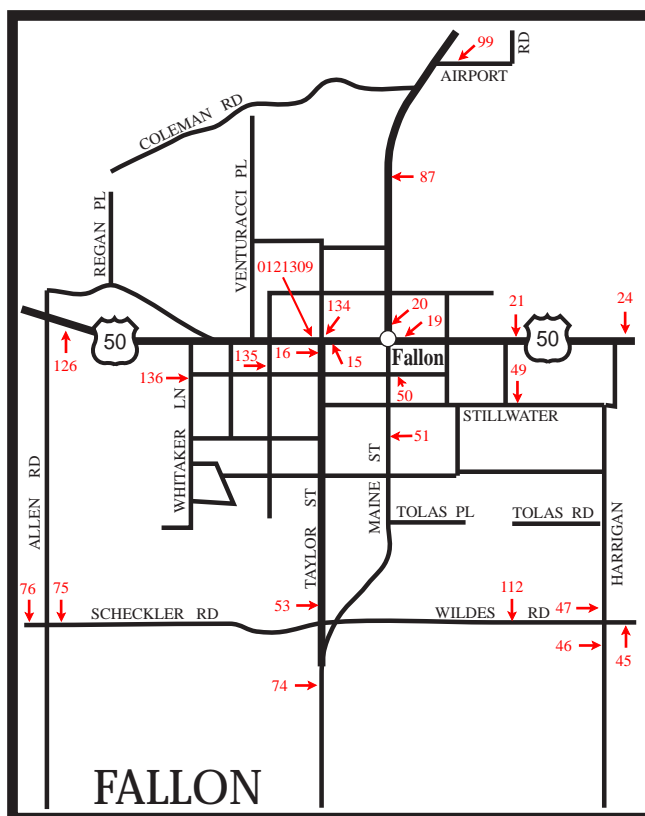 99
RD
AIRPORT
COLEMAN RD
87
VENTURACCI PL
REGAN PL
0121309
134
20
19
21
24
50
50
126
135
16
15
Fallon
136
50
49
STILLWATER
WHITAKER LN
51
ALLEN RD
TAYLOR ST
MAINE ST
TOLAS PL
TOLAS RD
HARRIGAN
76
75
SCHECKLER RD
53
112
WILDES RD
47
46
45
74
FALLON